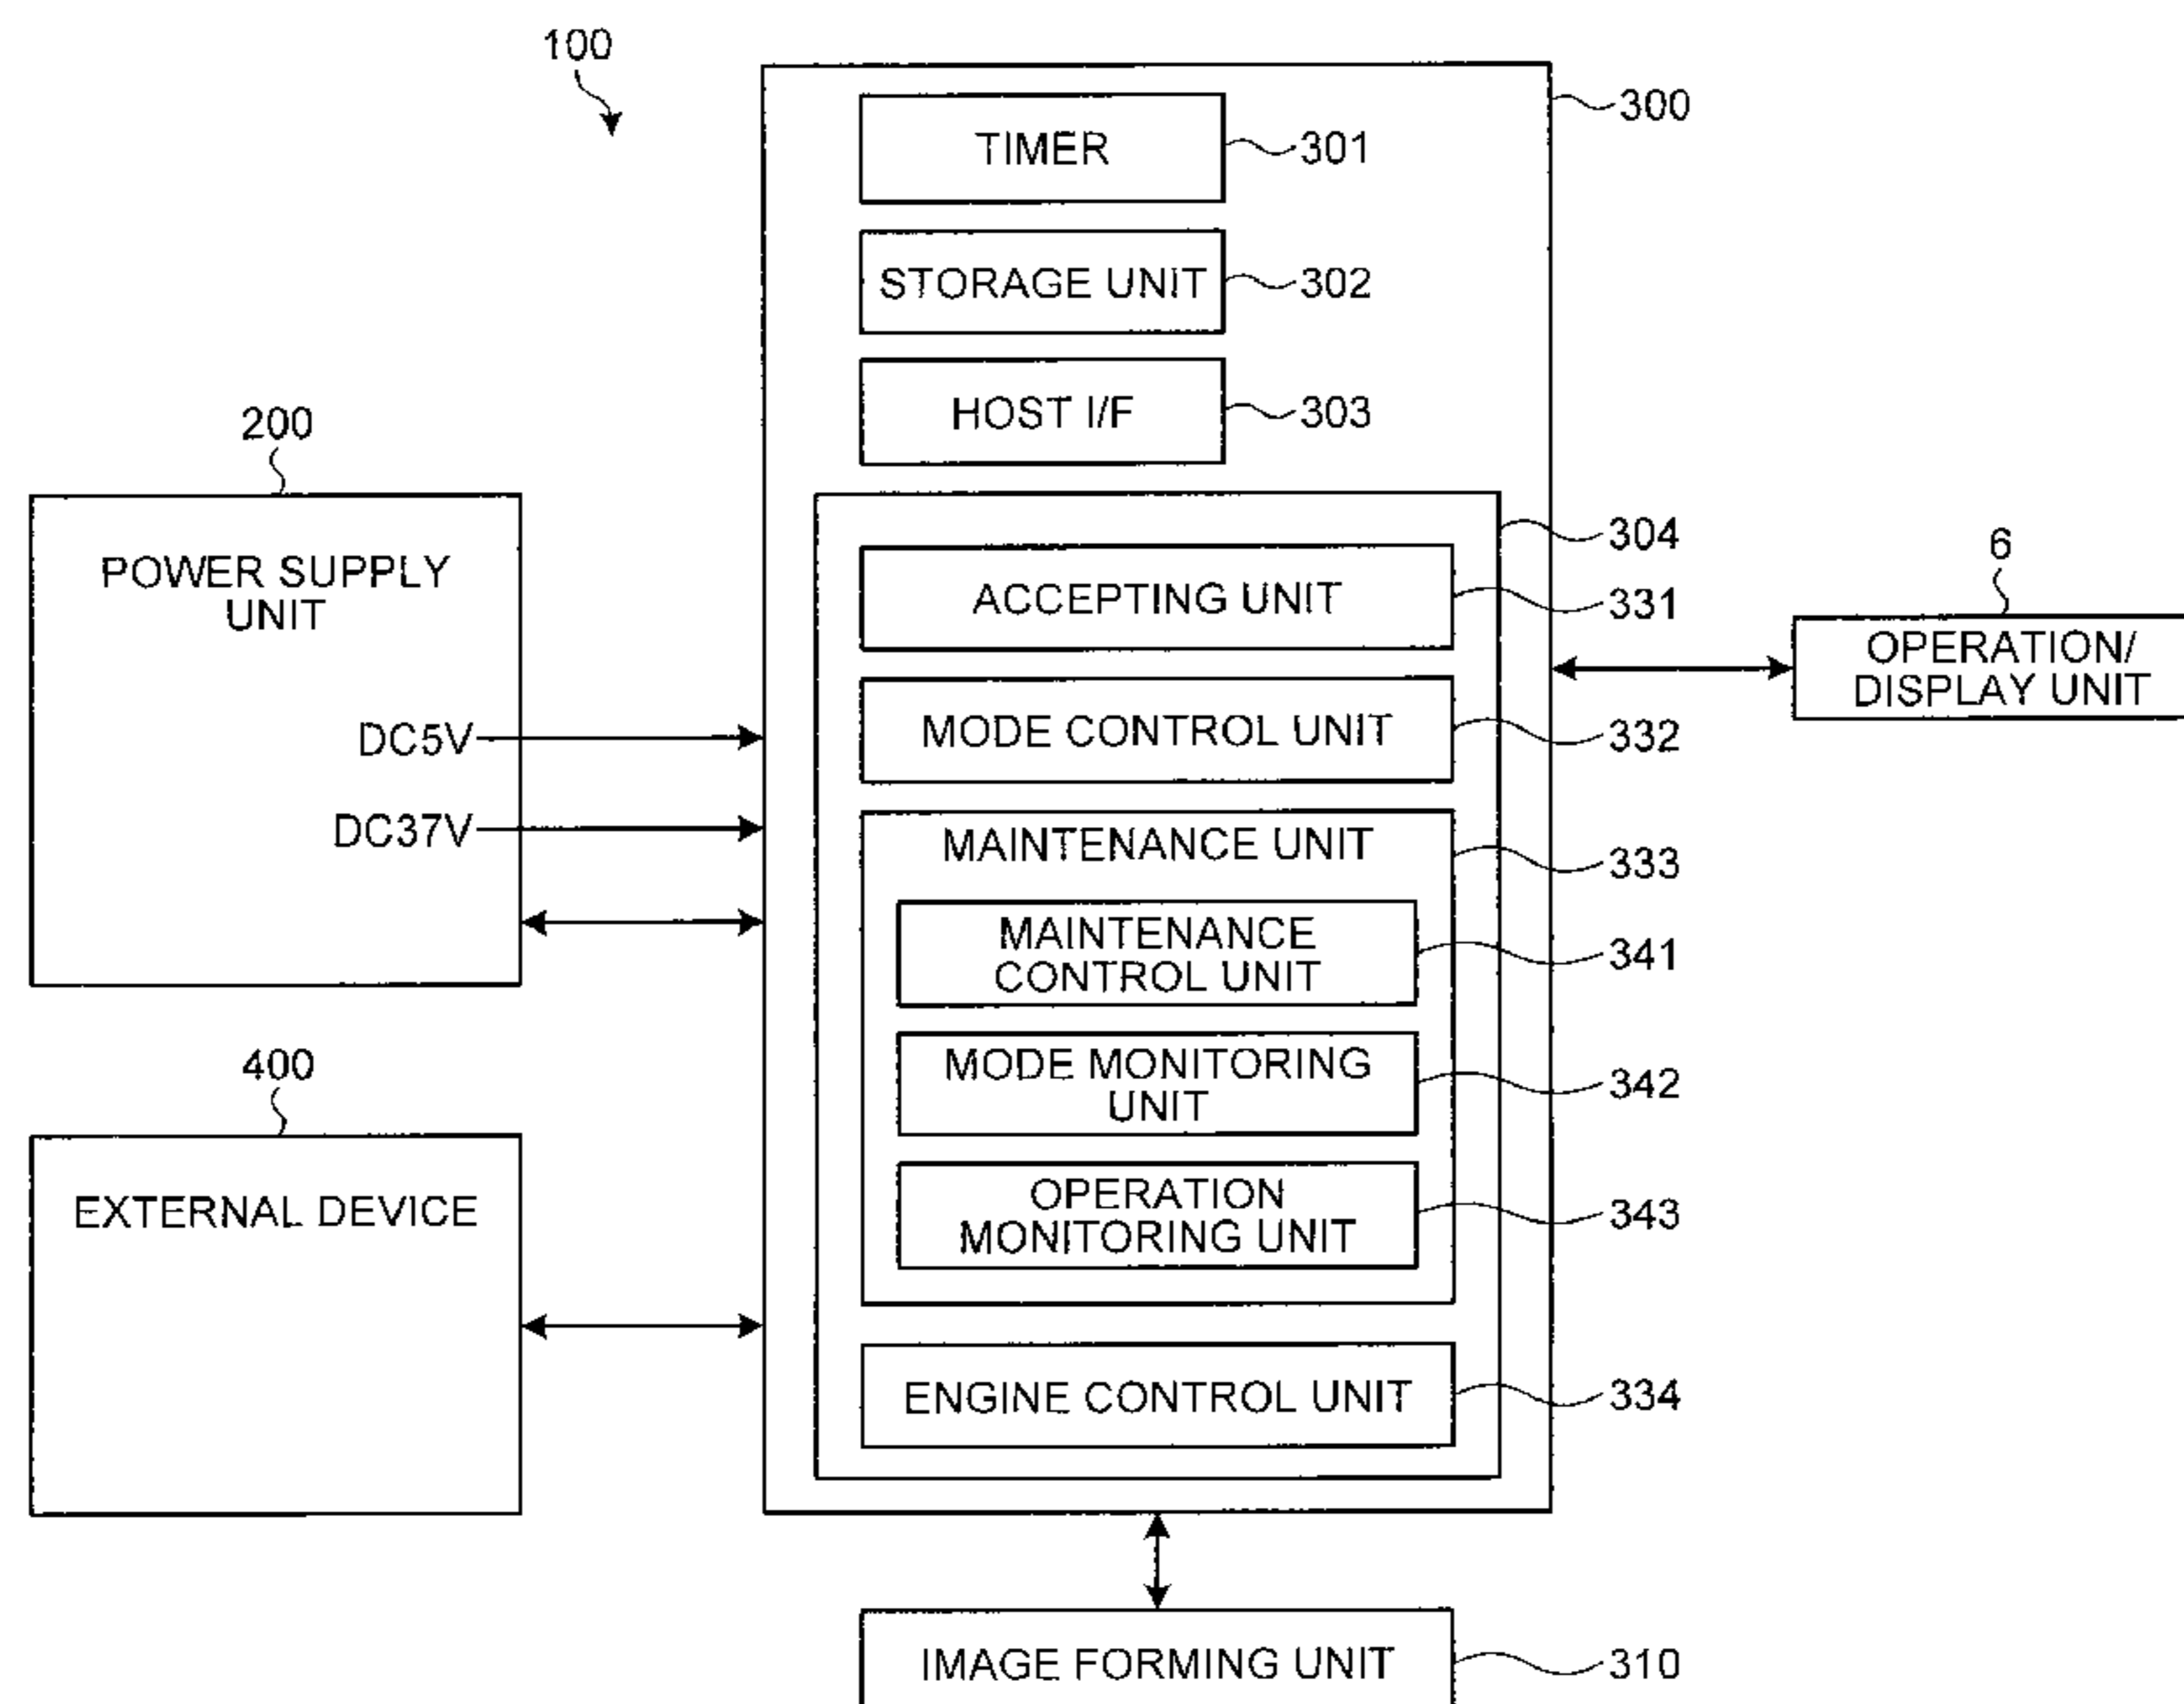 100
300
TIMER
301
STORAGE UNIT
302
HOST I/F
303
200
POWER SUPPLY
UNIT
DC5V
DC37V
304
ACCEPTING UNIT
331
MODE CONTROL UNIT
332
MAINTENANCE UNIT
333
MAINTENANCE
CONTROL UNIT
341
MODE MONITORING
UNIT
342
OPERATION
MONITORING UNIT
343
ENGINE CONTROL UNIT
334
6
OPERATION/
DISPLAY UNIT
400
EXTERNAL DEVICE
IMAGE FORMING UNIT
310